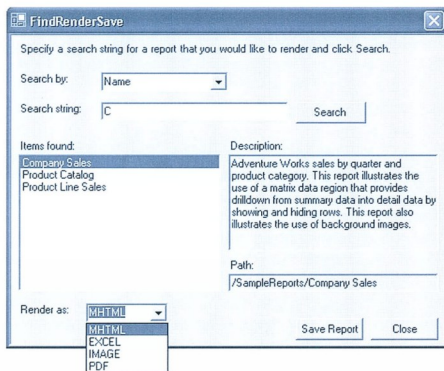 FindRenderSave
Specify a search string for a report that you would like to render and click Search.
Search by:
Name
Search string:
C
Search
Items found:
Company Sales
Product Catalog
Product Line Sales
Description:
Adventure Works sales by quarter and
product category. This report illustrates the
use of a matrix data region that provides
drilldown from summary data into detail data by
showing and hiding rows. This report also
illustrates the use of background images.
Path:
/SampleReports/Company Sales
Render as:
MHTML
MHTML
EXCEL
IMAGE
PDF
Save Report
Close